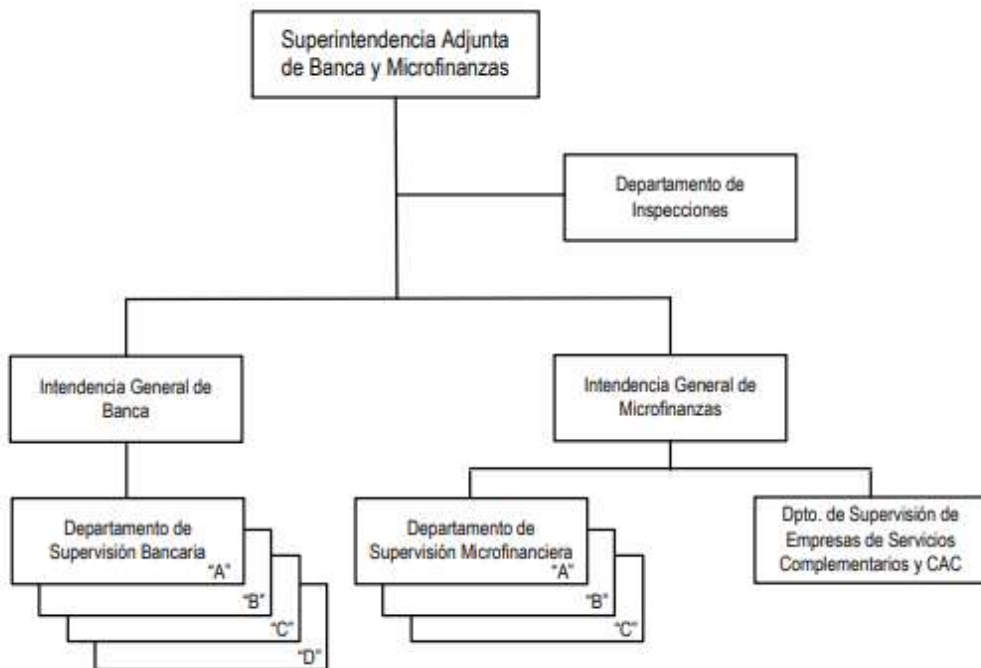 Superintendencia Adjunta
de Banca y Microfinanzas
Departamento de
Inspecciones
Intendencia General de
Banca
Intendencia General de
Microfinanzas
Departamento de
Supervisión Bancaria
"A"
"B"
"C"
"D"
Departamento de
Supervisión Microfinanciera
"A"
"B"
"C"
Dpto. de Supervisión de
Empresas de Servicios
Complementarios y CAC